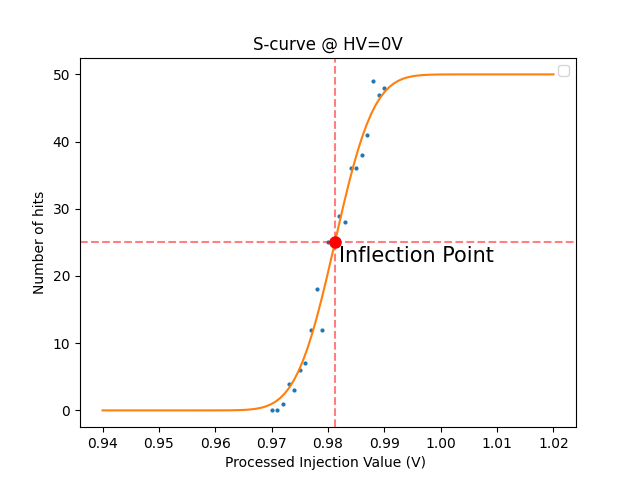 S-curve @ HV=0V
50
40
30
20
10
0
Number of hits
Inflection Point
0.94 0.95 0.96 0.97 0.98 0.99 1.00 1.01 1.02
Processed Injection Value (V)